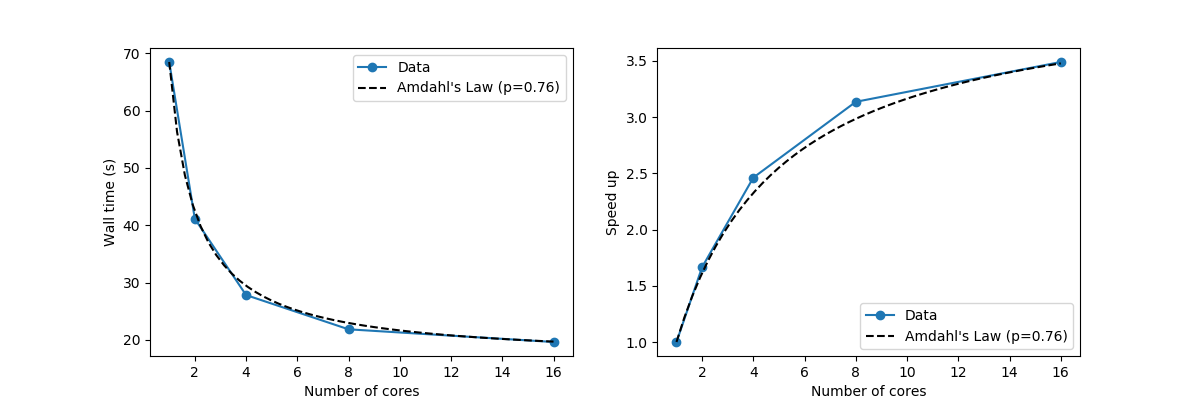 70
60
50
40
30
20
Wall time (s)
2 4 6 8 10 12 14 16
Number of cores
Data
Amdahl's Law (p=0.76)
3.5
3.0
2.5
2.0
1.5
1.0
Speed up
2 4 6 8 10 12 14 16
Number of cores
Data
Amdahl's Law (p=0.76)